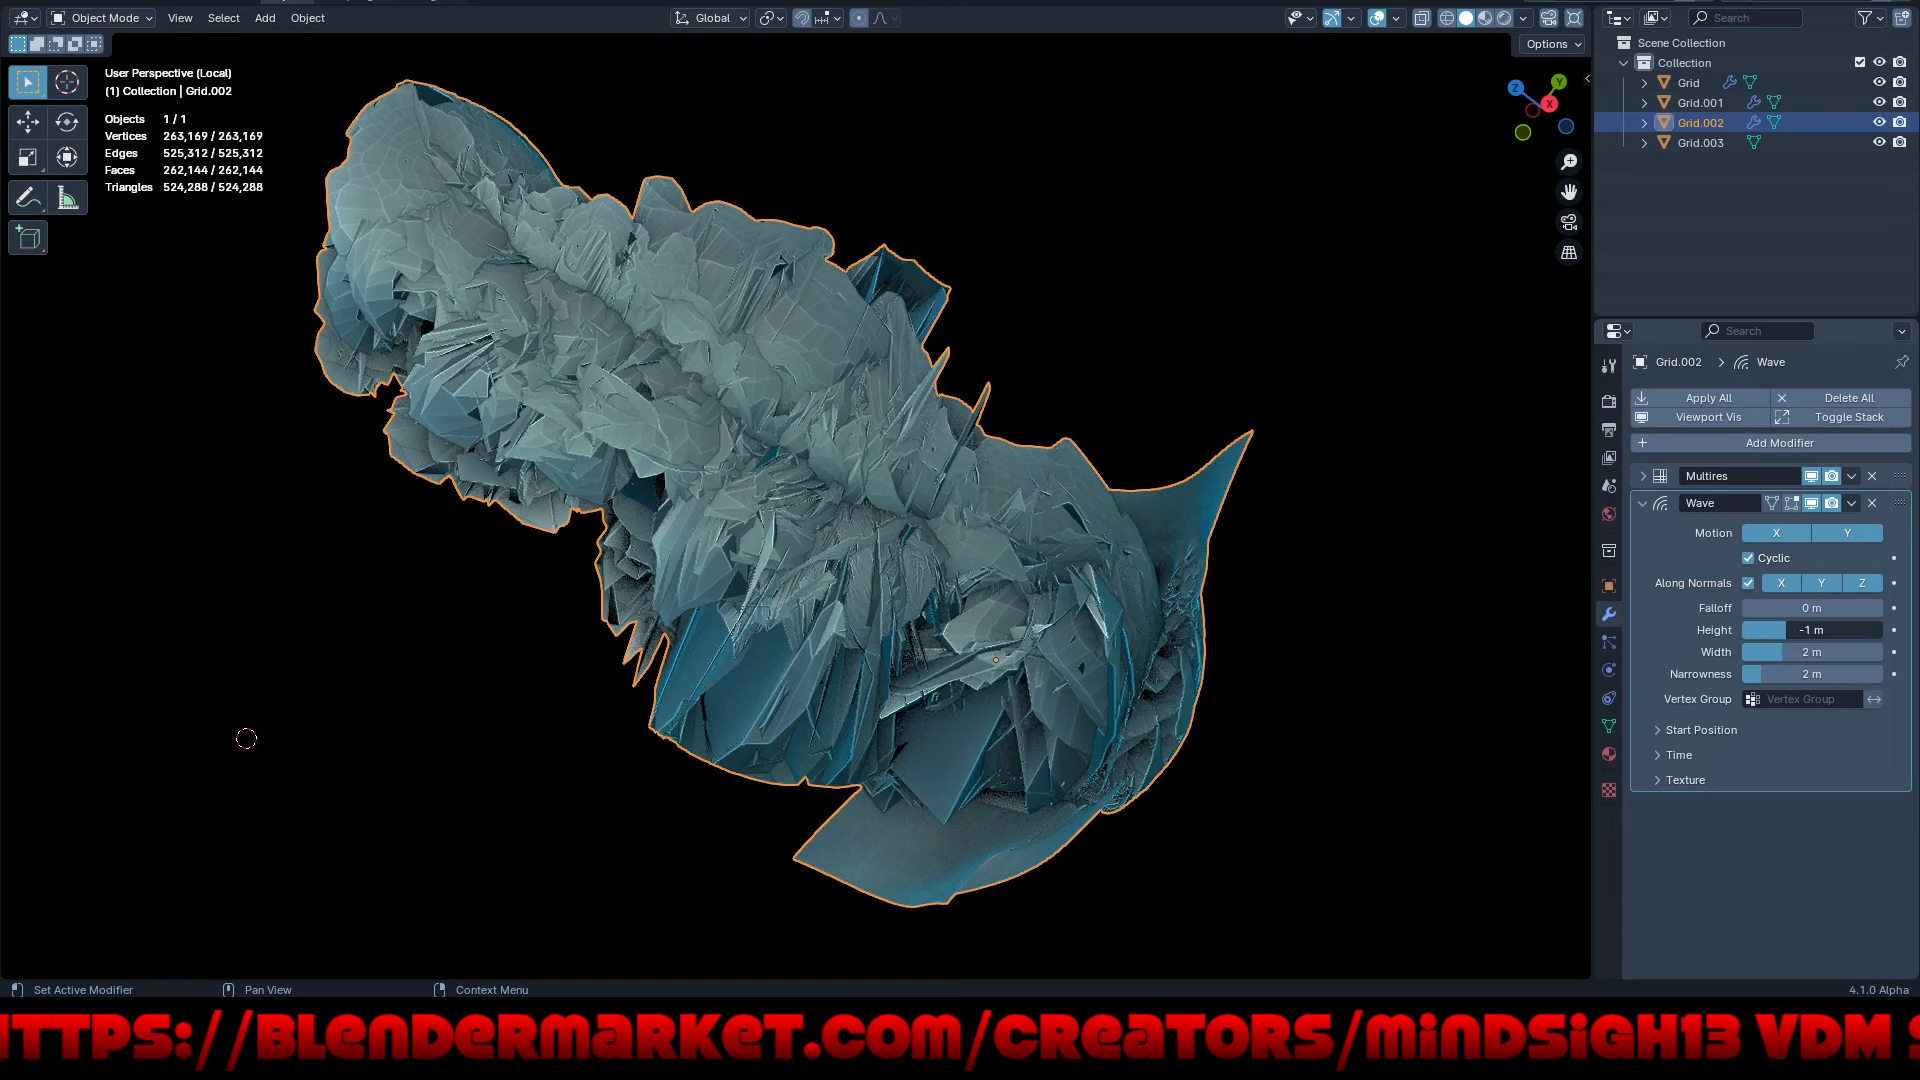 Object Mode View Select Add Object Global Search
Options
User Perspective (Local)
(1) Collection | Grid.002
Objects 1 / 1
Vertices 263,169 / 263,169
Edges 525,312 / 525,312
Faces 262,144 / 262,144
Triangles 524,288 / 524,288
Z Y X
Scene Collection
Collection
Grid
Grid.001
Grid.002
Grid.003
Search
Grid.002 > Wave
Apply All Delete All
Viewport Vis Toggle Stack
Add Modifier
Multires
Wave
Motion X Y
Cyclic
Along Normals X Y Z
Falloff 0 m
Height -1 m
Width 2 m
Narrowness 2 m
Vertex Group Vertex Group
Start Position
Time
Texture
Set Active Modifier Pan View Context Menu 4.1.0 Alpha
HTTPS://BLENDERMARKET.COM/CREATORS/MINDSIGH13 VDM S